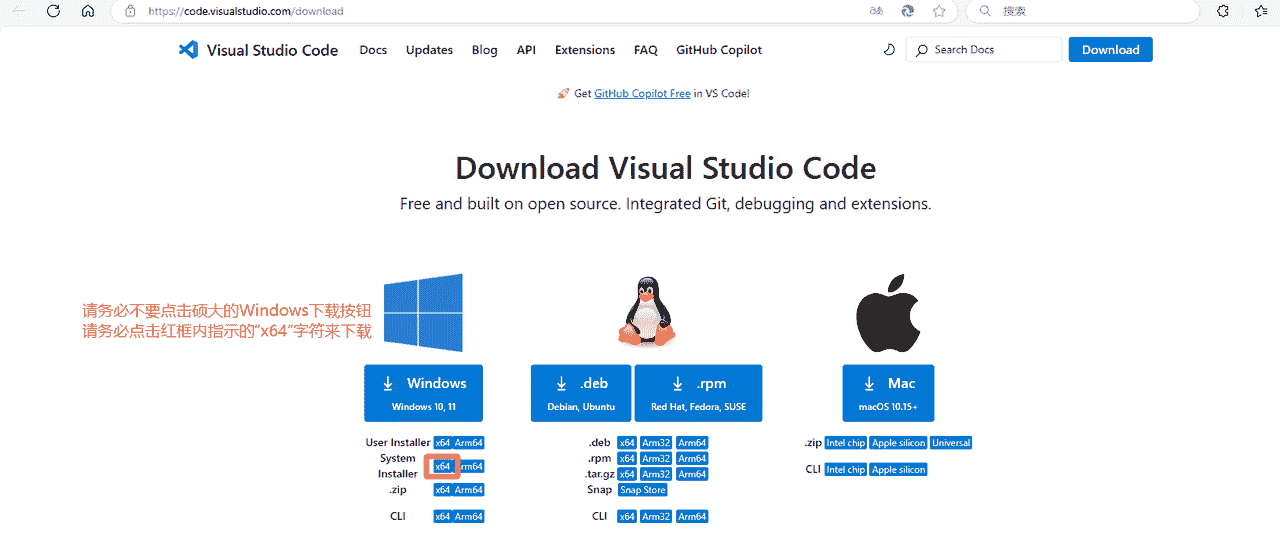 https://code.visualstudio.com/download
搜索
Visual Studio Code Docs Updates Blog API Extensions FAQ GitHub Copilot Search Docs Download
Get GitHub Copilot Free in VS Code!
Download Visual Studio Code
Free and built on open source. Integrated Git, debugging and extensions.
请务必不要点击硕大的Windows下载按钮
请务必点击红框内指示的“x64”字符来下载
Windows
Windows 10, 11
User Installer x64 Arm64
System Installer x64 Arm64
.zip x64 Arm64
CLI x64 Arm64
.deb
Debian, Ubuntu
.rpm
Red Hat, Fedora, SUSE
.deb x64 Arm32 Arm64
.rpm x64 Arm32 Arm64
.tar.gz x64 Arm32 Arm64
Snap Snap Store
CLI x64 Arm32 Arm64
Mac
macOS 10.15+
.zip Intel chip Apple silicon Universal
CLI Intel chip Apple silicon